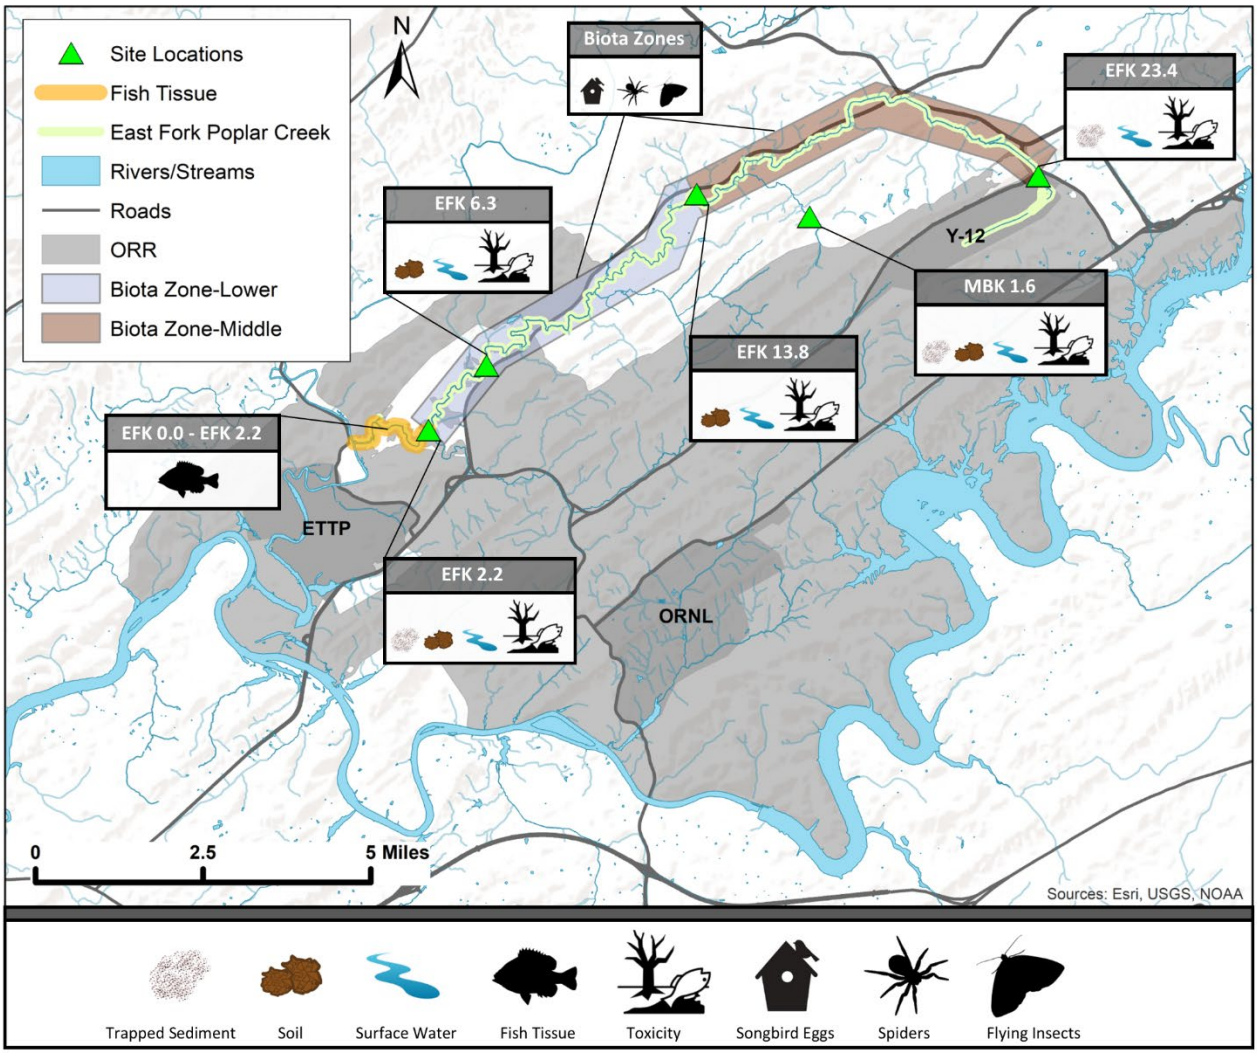 Site Locations
Fish Tissue
East Fork Poplar Creek
Rivers/Streams
Roads
ORR
Biota Zone-Lower
Biota Zone-Middle
N
Biota Zones
EFK 23.4
EFK 6.3
Y-12
MBK 1.6
EFK 13.8
EFK 0.0 - EFK 2.2
ETTP
EFK 2.2
ORNL
0 2.5 5 Miles
Sources: Esri, USGS, NOAA
Trapped Sediment Soil Surface Water Fish Tissue Toxicity Songbird Eggs Spiders Flying Insects